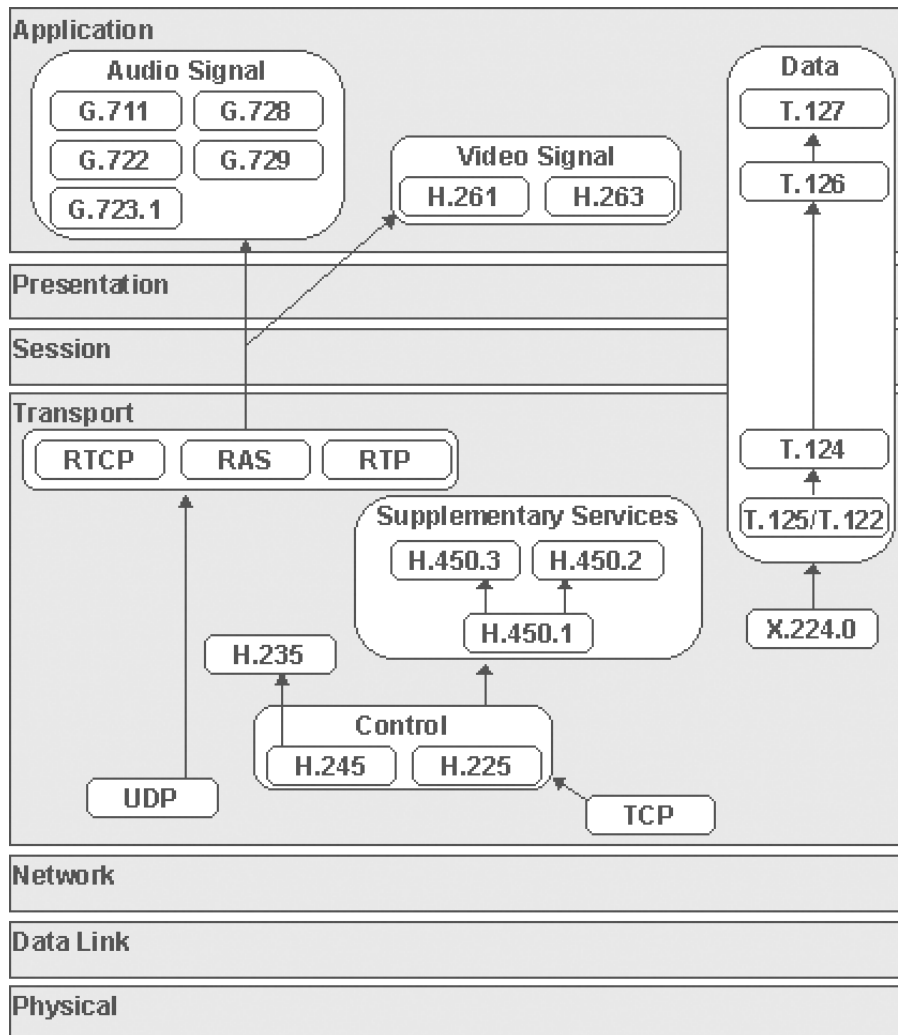 Application
Audio Signal
G.711
G.728
G.722
G.729
G.723.1
Video Signal
H.261
H.263
Data
T.127
T.126
Presentation
Session
Transport
RTCP
RAS
RTP
T.124
T.125/T.122
Supplementary Services
H.450.3
H.450.2
H.450.1
X.224.0
H.235
Control
H.245
H.225
UDP
TCP
Network
Data Link
Physical